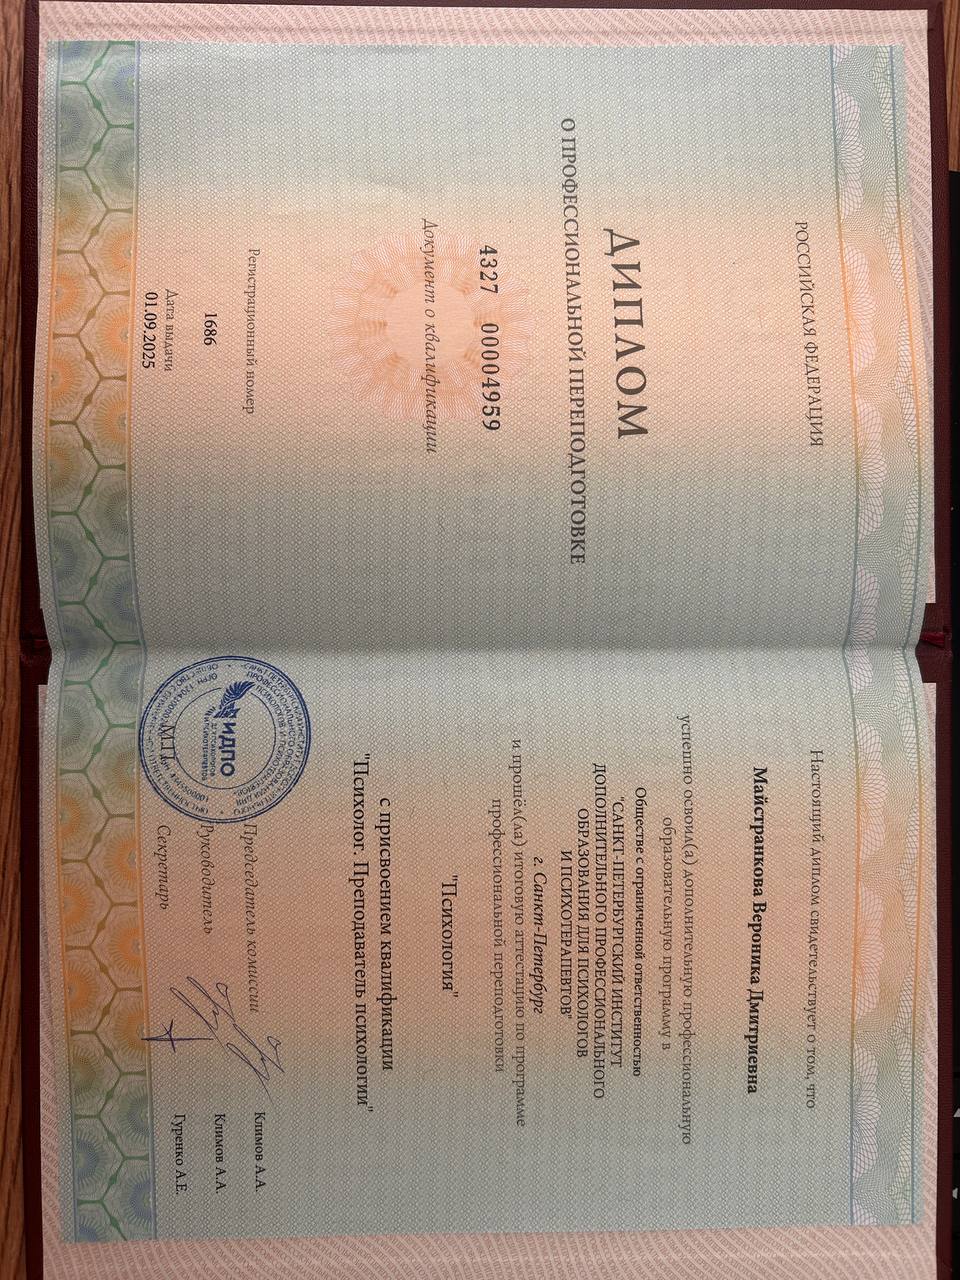 РОССИЙСКАЯ ФЕДЕРАЦИЯ
ДИПЛОМ
О ПРОФЕССИОНАЛЬНОЙ ПЕРЕПОДГОТОВКЕ
4327 00004959
Документ о квалификации
Регистрационный номер
1686
Дата выдачи
01.09.2025
Настоящий диплом свидетельствует о том, что
Майстранкова Вероника Дмитриевна
успешно освоил(а) дополнительную профессиональную
образовательную программу в
Обществе с ограниченной ответственностью
"САНКТ-ПЕТЕРБУРГСКИЙ ИНСТИТУТ
ДОПОЛНИТЕЛЬНОГО ПРОФЕССИОНАЛЬНОГО
ОБРАЗОВАНИЯ ДЛЯ ПСИХОЛОГОВ
И ПСИХОТЕРАПЕВТОВ"
г. Санкт-Петербург
и прошёл(ла) итоговую аттестацию по программе
профессиональной переподготовки
"Психология"
с присвоением квалификации
"Психолог. Преподаватель психологии"
Председатель комиссии Климов А.А.
Руководитель Климов А.А.
Секретарь Гуренко А.Е.
М.П.
ИДПО
ДЛЯ ПСИХОЛОГОВ
И ПСИХОТЕРАПЕВТОВ